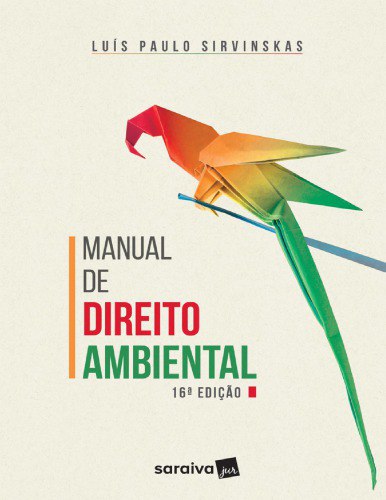 LUÍS PAULO SIRVINSKAS
MANUAL
DE
DIREITO
AMBIENTAL
16ª EDIÇÃO
saraiva jur